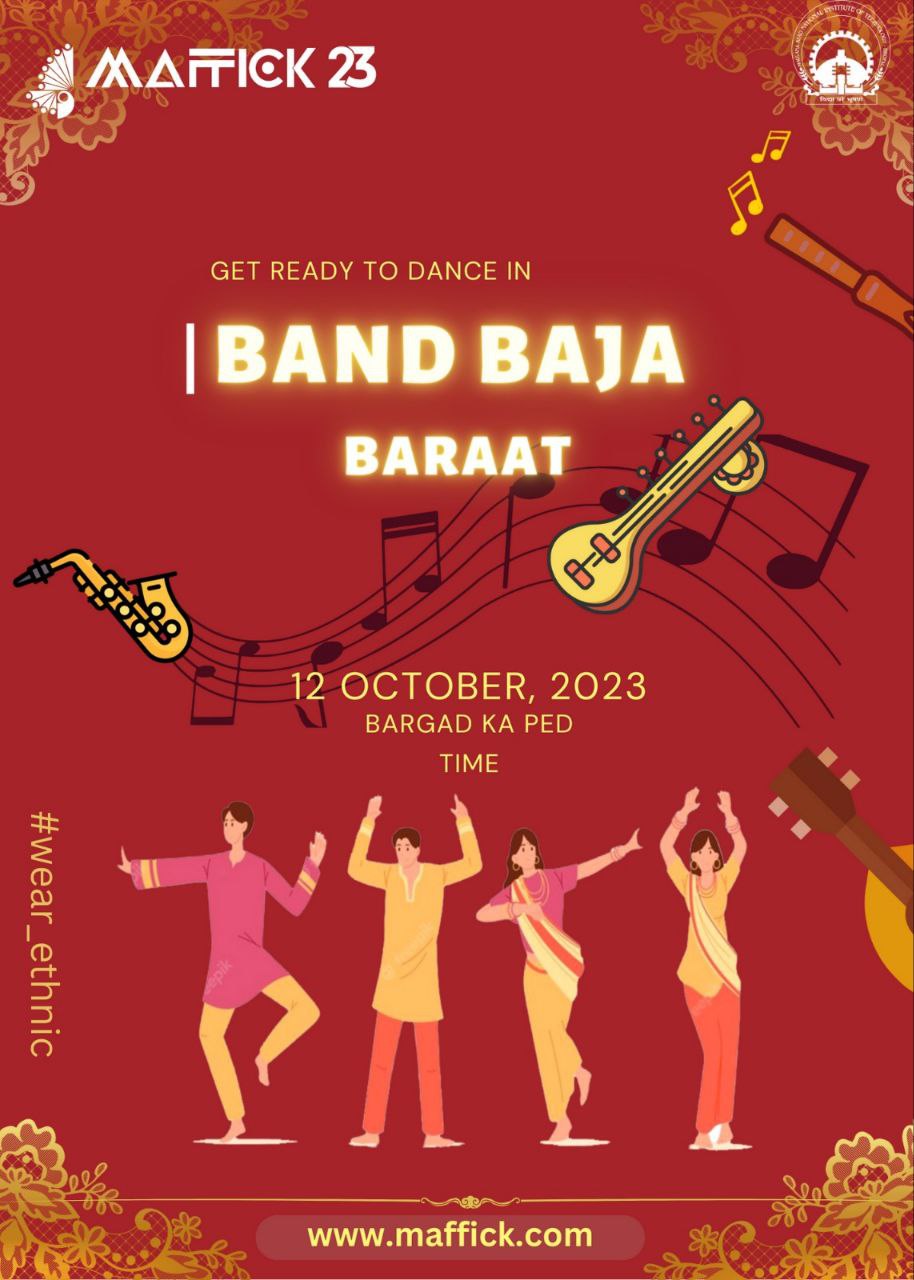 MAFFICK 23
GET READY TO DANCE IN
|BAND BAJA
BARAAT
12 OCTOBER, 2023
BARGAD KA PED
TIME
#wear_ethnic
www.maffick.com